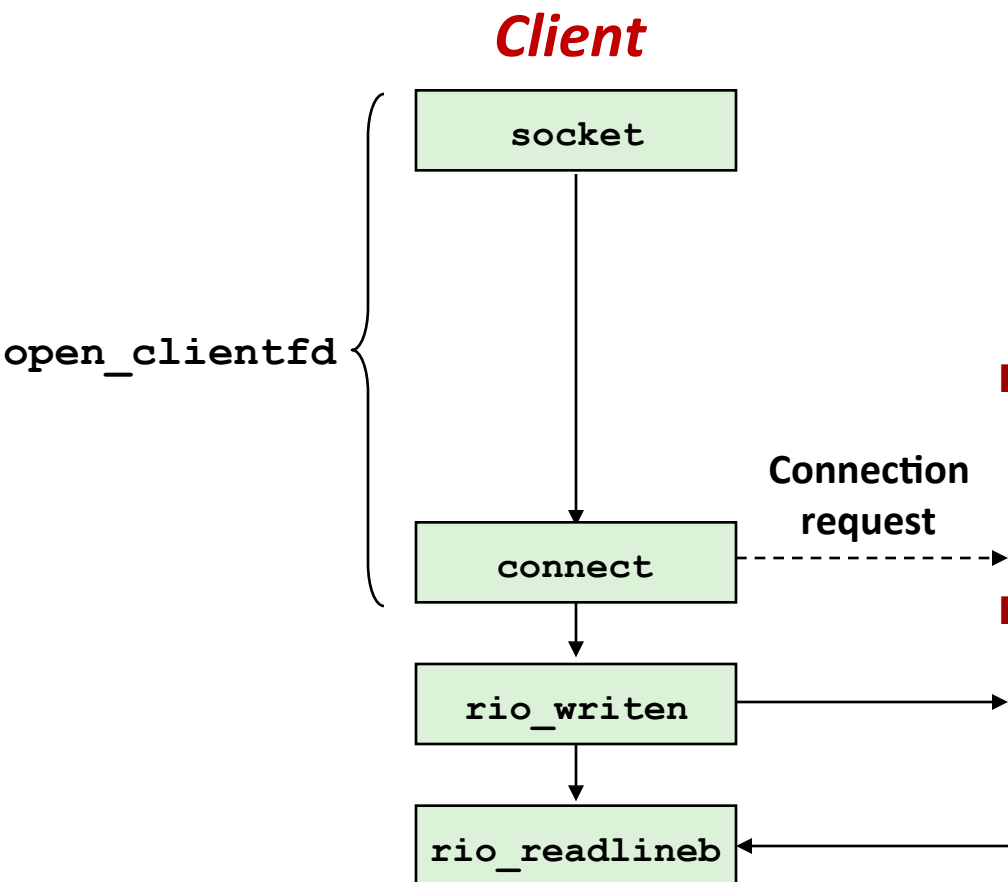 Client
socket
open_clientfd
Connection
request
connect
rio_writen
rio_readlineb